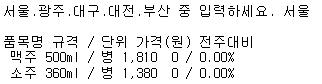 서울.광주.대구.대전.부산 중 입력하세요. 서울
품목명 규격 / 단위 가격(원) 전주대비
맥주 500ml / 병 1,810 0 / 0.00%
소주 360ml / 병 1,380 0 / 0.00%